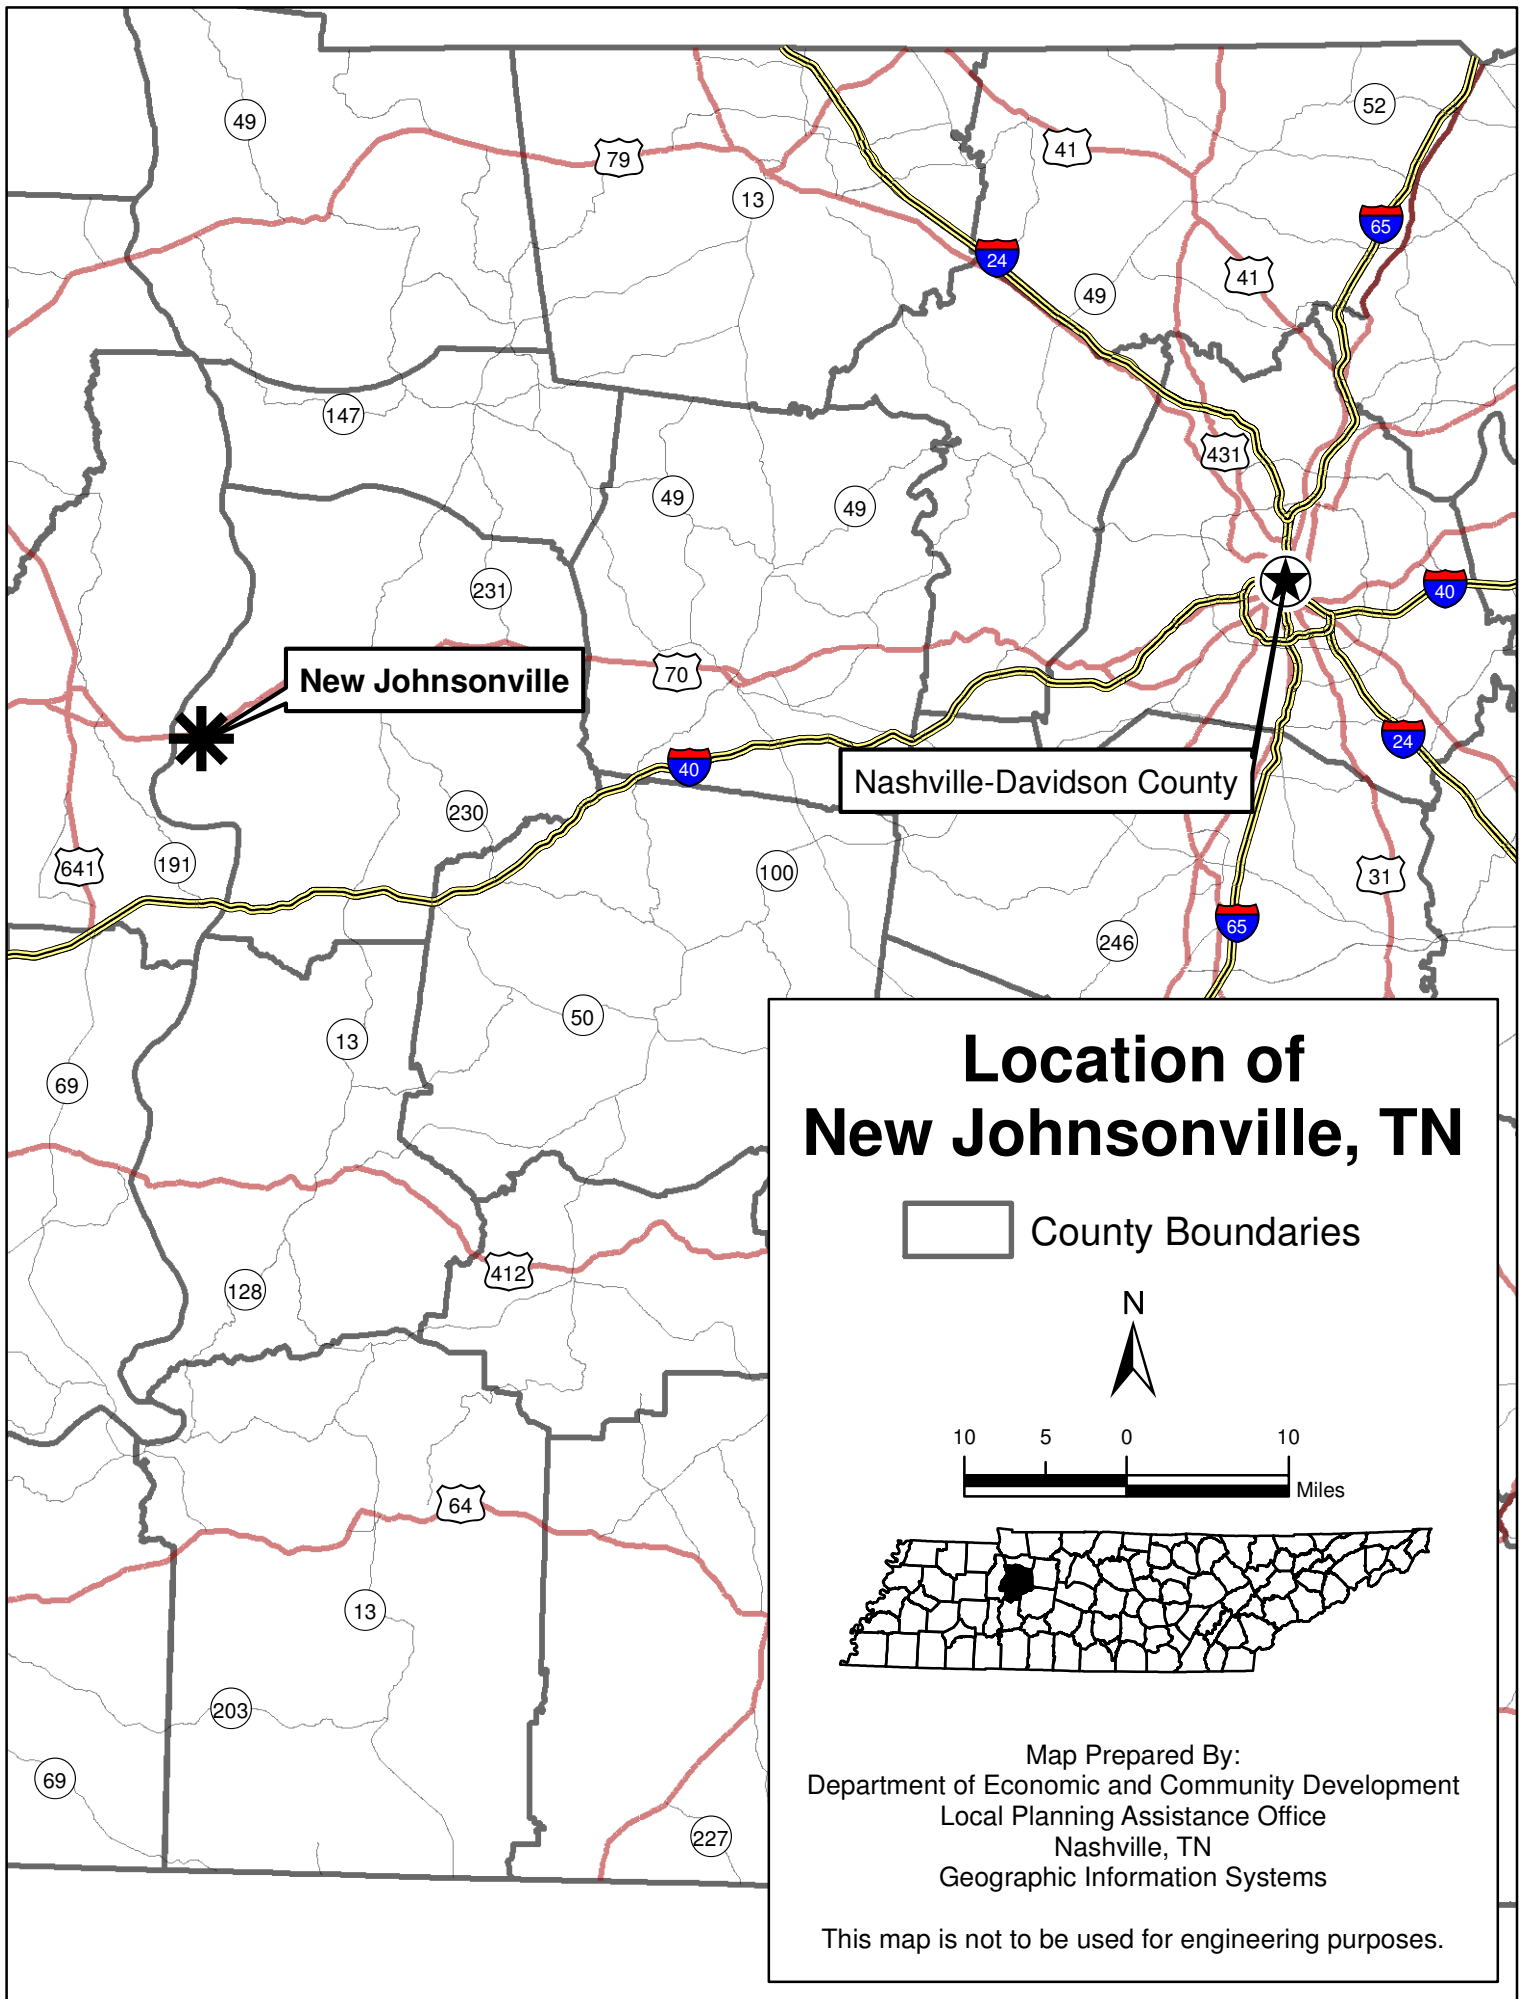 49
79
13
41
52
65
24
49
41
147
431
49
49
231
40
New Johnsonville
70
40
24
Nashville-Davidson County
230
641
191
100
31
65
246
50
13
69
Location of
New Johnsonville, TN
County Boundaries
412
128
N
10 5 0 10
Miles
64
13
203
69
227
Map Prepared By:
Department of Economic and Community Development
Local Planning Assistance Office
Nashville, TN
Geographic Information Systems
This map is not to be used for engineering purposes.